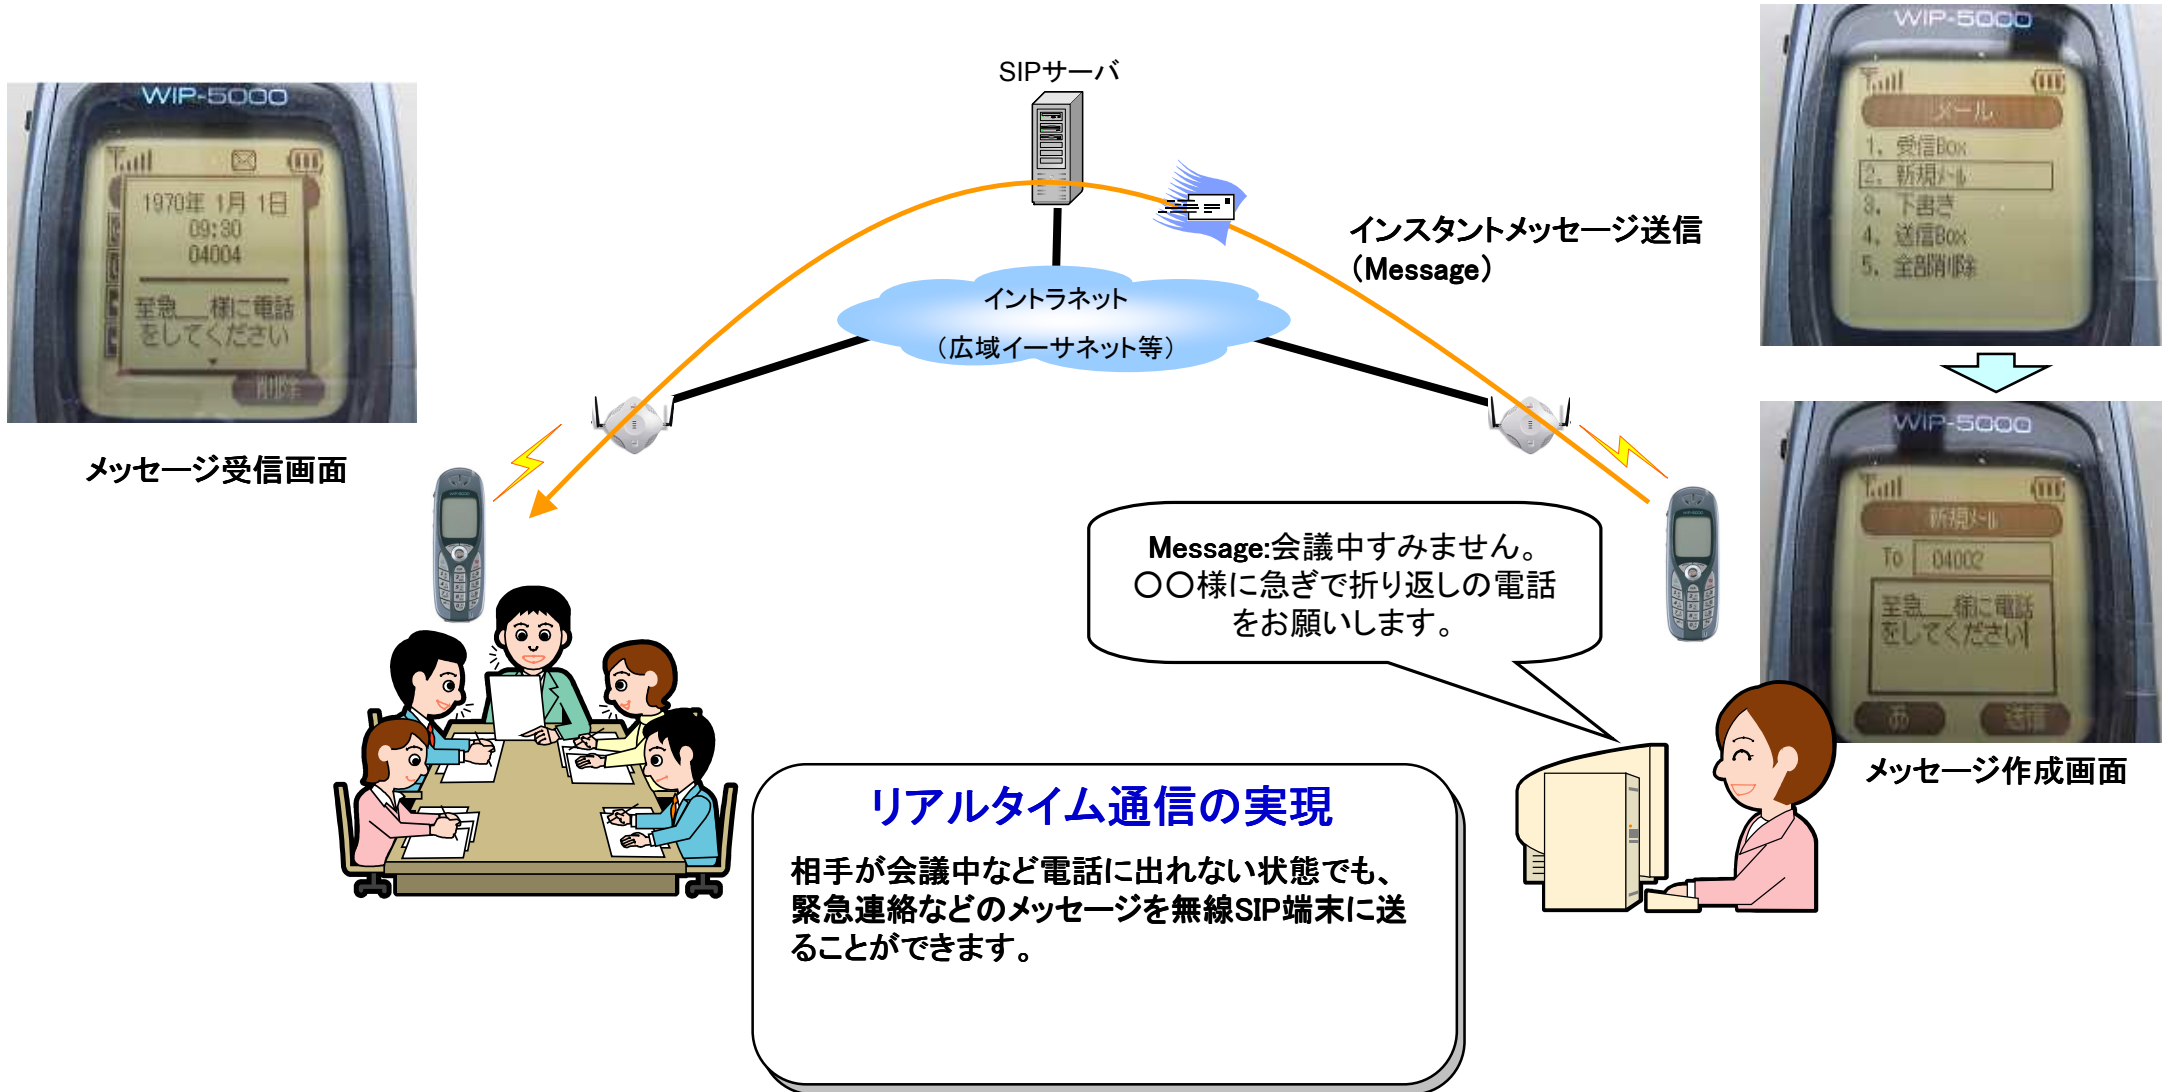 SIPサーバ
WIP-5000
1970年 1月 1日
09:30
04004
至急__様に電話
をしてください
削除
メッセージ受信画面
インスタントメッセージ送信
（Message）
イントラネット
（広域イーサネット等）
WIP-5000
メール
1. 受信Box
2. 新規メール
3. 下書き
4. 送信Box
5. 全部削除
WIP-5000
新規メール
To 04002
至急__様に電話
をしてください
あ 送信
メッセージ作成画面
Message:会議中すみません。
〇〇様に急ぎで折り返しの電話
をお願いします。
リアルタイム通信の実現
相手が会議中など電話に出れない状態でも、
緊急連絡などのメッセージを無線SIP端末に送
ることができます。